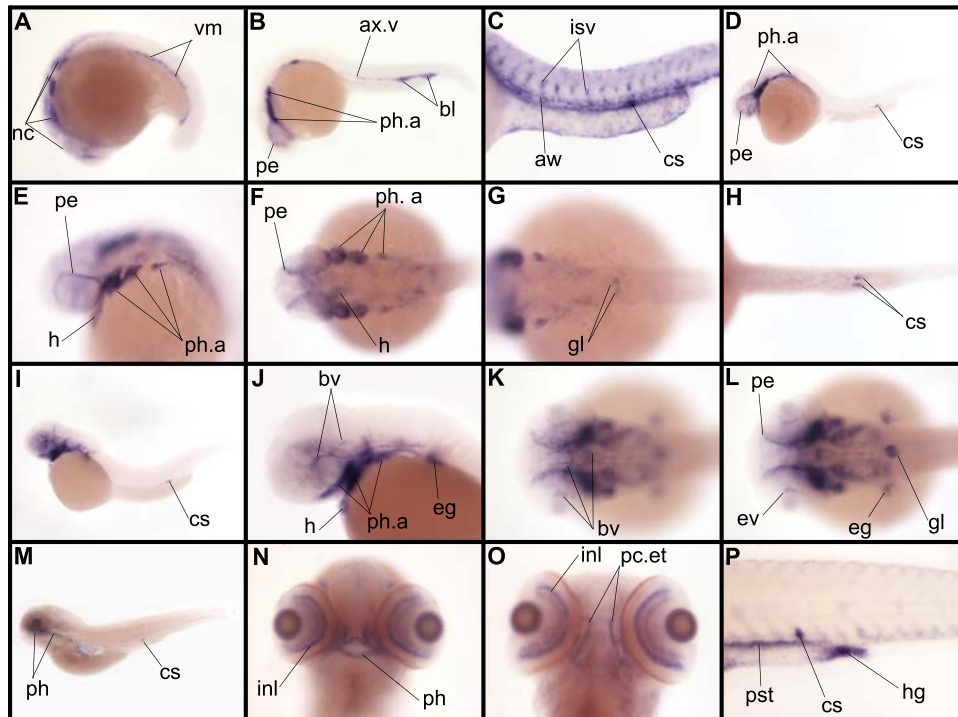 A
vm
nc
B
ax.v
ph.a
bl
pe
C
isv
aw
cs
D
ph.a
pe
cs
E
pe
h
ph.a
F
pe
ph. a
h
G
gl
H
cs
I
cs
J
bv
h
ph.a
eg
K
bv
L
pe
ev
eg
gl
M
ph
cs
N
inl
ph
O
inl
pc.et
P
pst
cs
hg